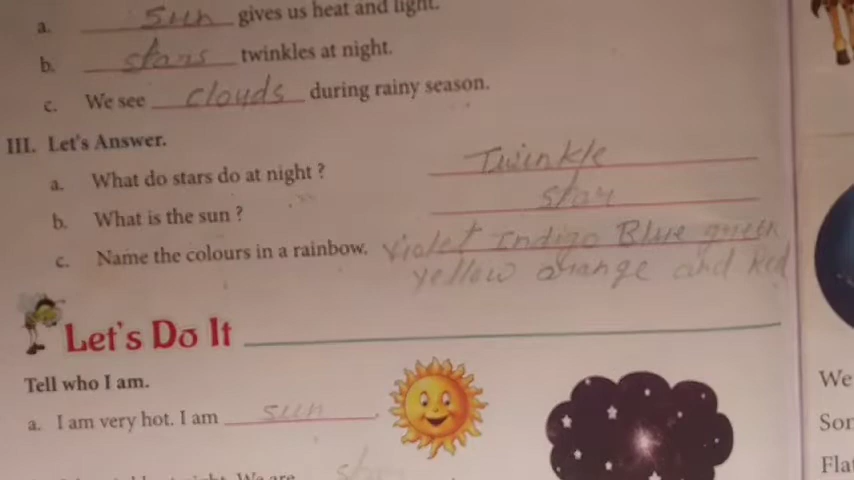 a. Sun gives us heat and light.
b. stars twinkles at night.
c. We see clouds during rainy season.
III. Let's Answer.
a. What do stars do at night ? Twinkle
b. What is the sun ? star
c. Name the colours in a rainbow. Violet Indigo Blue green
yellow orange and Red
Let's Do It
Tell who I am.
a. I am very hot. I am sun.
We are
We